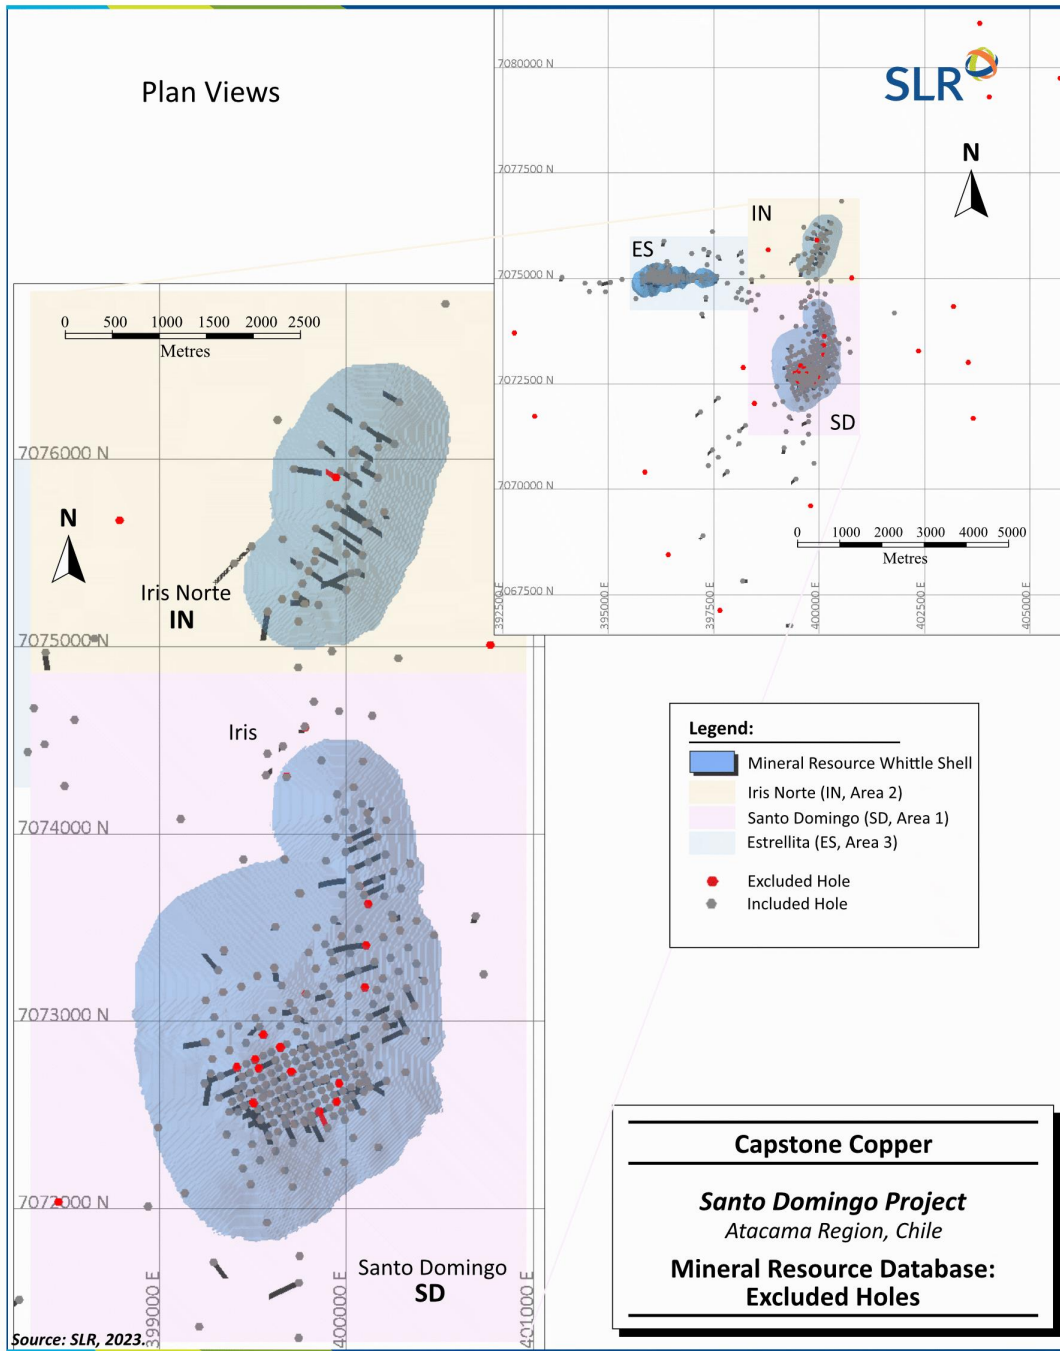 Plan Views
SLR
N
7080000 N
7077500 N
7075000 N
7072500 N
7070000 N
7067500 N
IN
ES
SD
0 1000 2000 3000 4000 5000
Metres
395000 E
397500 E
400000 E
402500 E
0 500 1000 1500 2000 2500
Metres
7076000 N
N
Iris Norte
IN
7075000 N
Iris
7074000 N
7073000 N
7072000 N
Santo Domingo
SD
399000 E
400000 E
401000 E
Source: SLR, 2023.
Legend:
Mineral Resource Whittle Shell
Iris Norte (IN, Area 2)
Santo Domingo (SD, Area 1)
Estrellita (ES, Area 3)
Excluded Hole
Included Hole
Capstone Copper
Santo Domingo Project
Atacama Region, Chile
Mineral Resource Database:
Excluded Holes